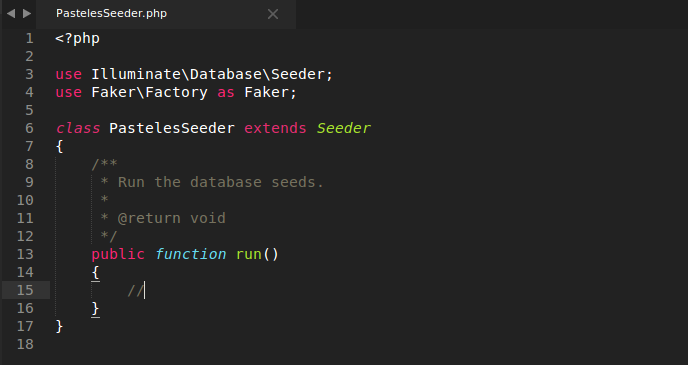 PastelesSeeder.php
1 <?php
2
3 use Illuminate\Database\Seeder;
4 use Faker\Factory as Faker;
5
6 class PastelesSeeder extends Seeder
7 {
8     /**
9      * Run the database seeds.
10      *
11      * @return void
12      */
13     public function run()
14     {
15         //
16     }
17 }
18